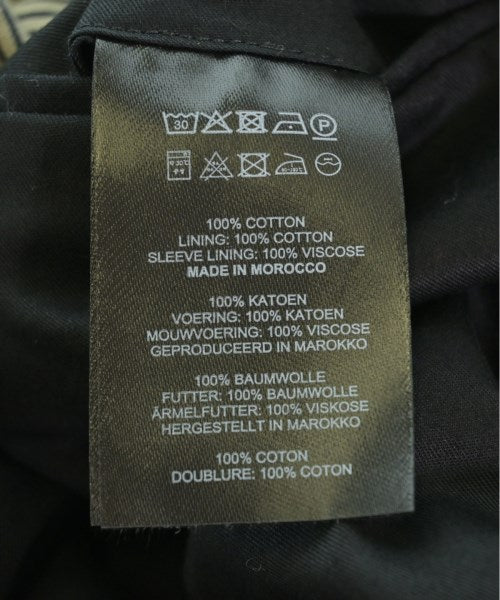 30 P
100% COTTON
LINING: 100% COTTON
SLEEVE LINING: 100% VISCOSE
MADE IN MOROCCO
100% KATOEN
VOERING: 100% KATOEN
MOUWVOERING: 100% VISCOSE
GEPRODUCEERD IN MAROKKO
100% BAUMWOLLE
FUTTER: 100% BAUMWOLLE
ÄRMELFUTTER: 100% VISKOSE
HERGESTELLT IN MAROKKO
100% COTON
DOUBLURE: 100% COTON